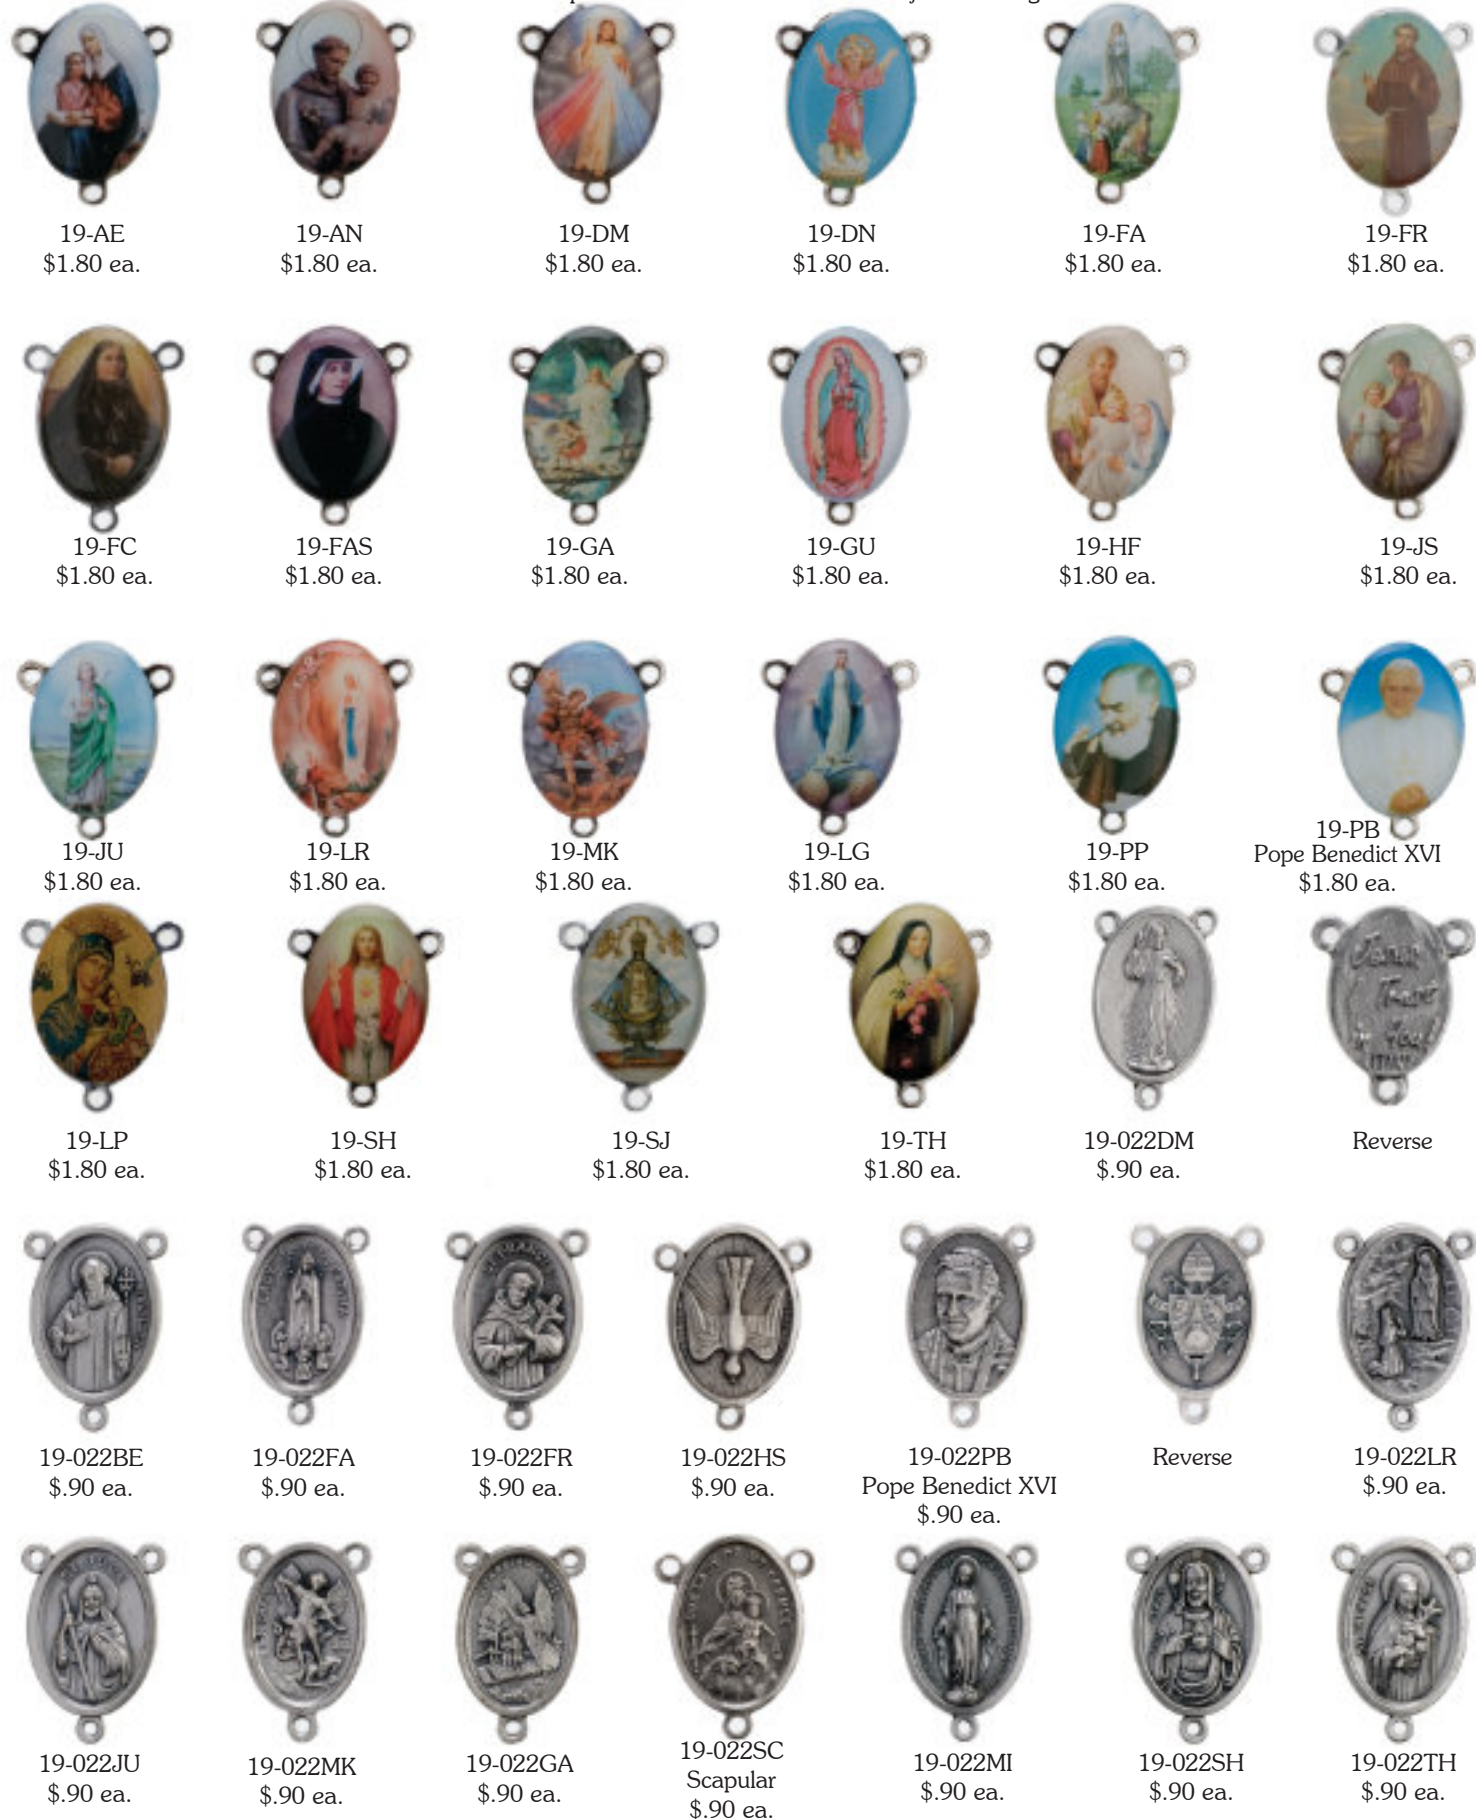 19-AE
$1.80 ea.
19-AN
$1.80 ea.
19-DM
$1.80 ea.
19-DN
$1.80 ea.
19-FA
$1.80 ea.
19-FR
$1.80 ea.
19-FC
$1.80 ea.
19-FAS
$1.80 ea.
19-GA
$1.80 ea.
19-GU
$1.80 ea.
19-HF
$1.80 ea.
19-JS
$1.80 ea.
19-JU
$1.80 ea.
19-LR
$1.80 ea.
19-MK
$1.80 ea.
19-LG
$1.80 ea.
19-PP
$1.80 ea.
19-PB
Pope Benedict XVI
$1.80 ea.
Jesus
I Trust
in You!
ITALY
19-LP
$1.80 ea.
19-SH
$1.80 ea.
19-SJ
$1.80 ea.
19-TH
$1.80 ea.
19-022DM
$.90 ea.
Reverse
19-022BE
$.90 ea.
19-022FA
$.90 ea.
19-022FR
$.90 ea.
19-022HS
$.90 ea.
19-022PB
Pope Benedict XVI
$.90 ea.
Reverse
19-022LR
$.90 ea.
19-022JU
$.90 ea.
19-022MK
$.90 ea.
19-022GA
$.90 ea.
19-022SC
Scapular
$.90 ea.
19-022MI
$.90 ea.
19-022SH
$.90 ea.
19-022TH
$.90 ea.